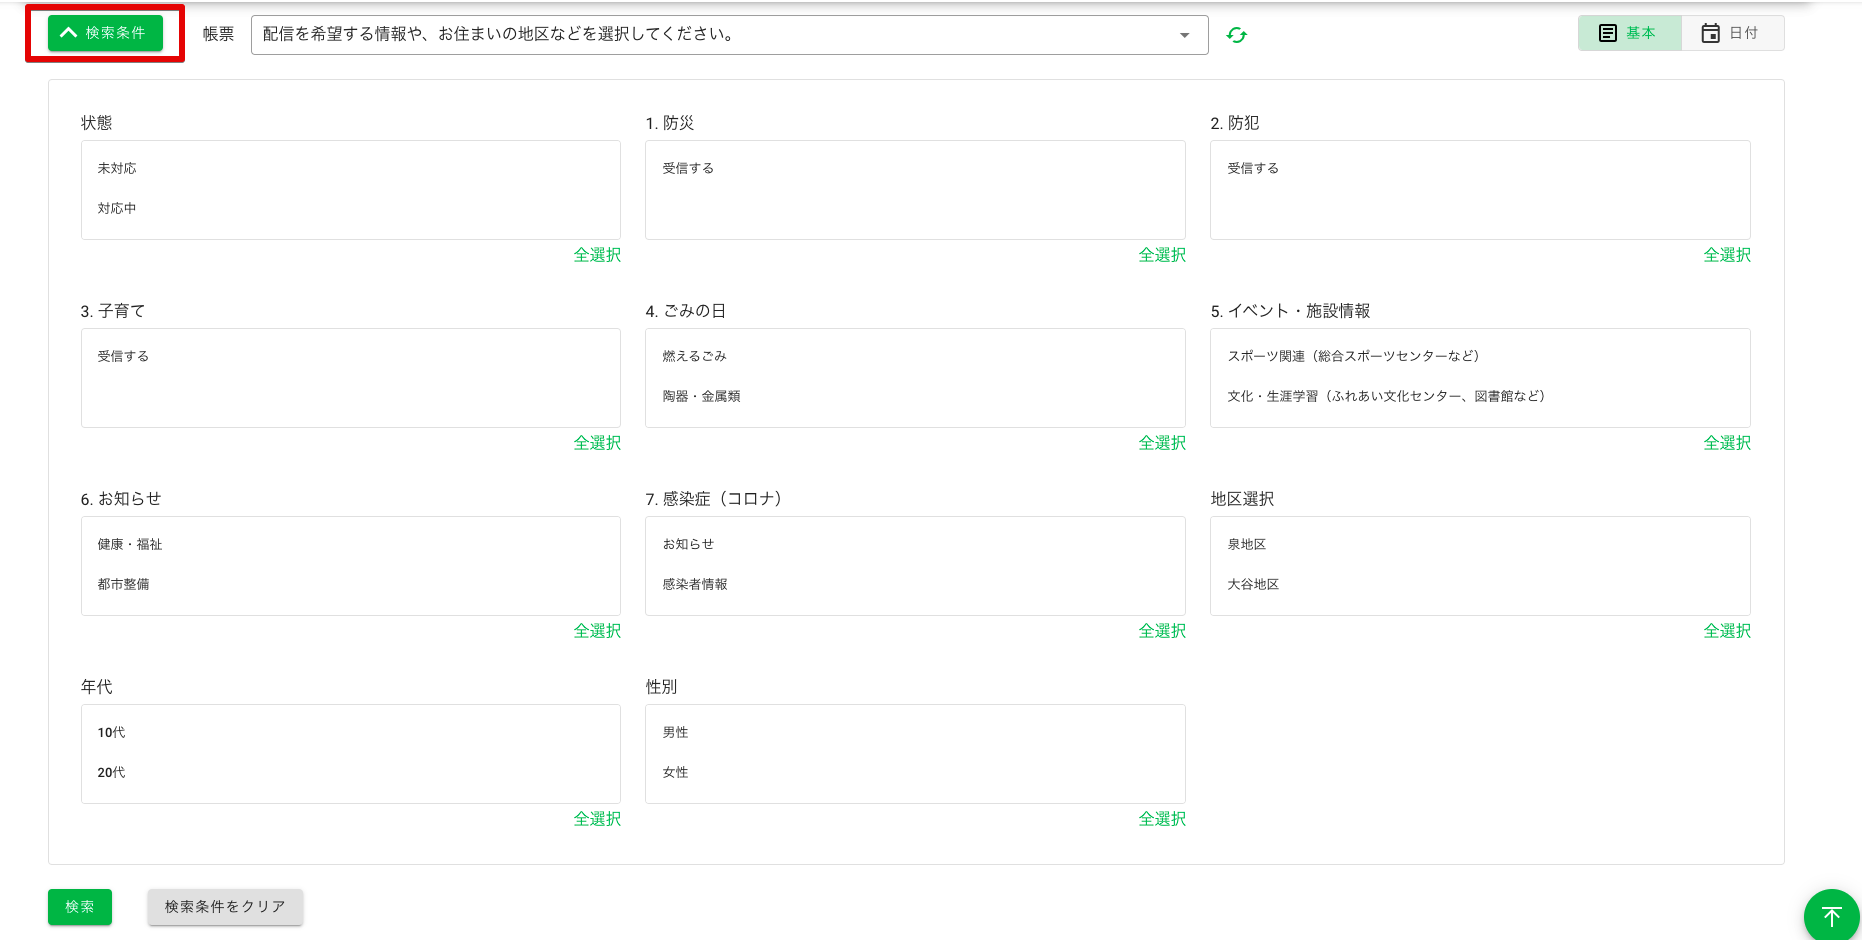 検索条件
帳票
配信を希望する情報や、お住まいの地区などを選択してください。
基本
日付
状態
未対応
対応中
全選択
1. 防災
受信する
全選択
2. 防犯
受信する
全選択
3. 子育て
受信する
全選択
4. ごみの日
燃えるごみ
陶器・金属類
全選択
5. イベント・施設情報
スポーツ関連（総合スポーツセンターなど）
文化・生涯学習（ふれあい文化センター、図書館など）
全選択
6. お知らせ
健康・福祉
都市整備
全選択
7. 感染症（コロナ）
お知らせ
感染者情報
全選択
地区選択
泉地区
大谷地区
全選択
年代
10代
20代
全選択
性別
男性
女性
全選択
検索
検索条件をクリア